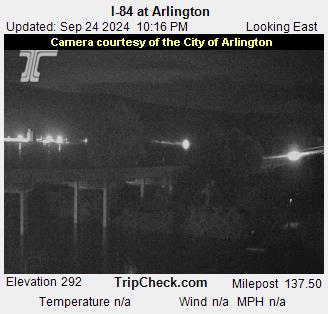 I-84 at Arlington
Updated: Sep 24 2024 10:16 PM Looking East
Camera courtesy of the City of Arlington
Elevation 292 TripCheck.com Milepost 137.50
Temperature n/a Wind n/a MPH n/a